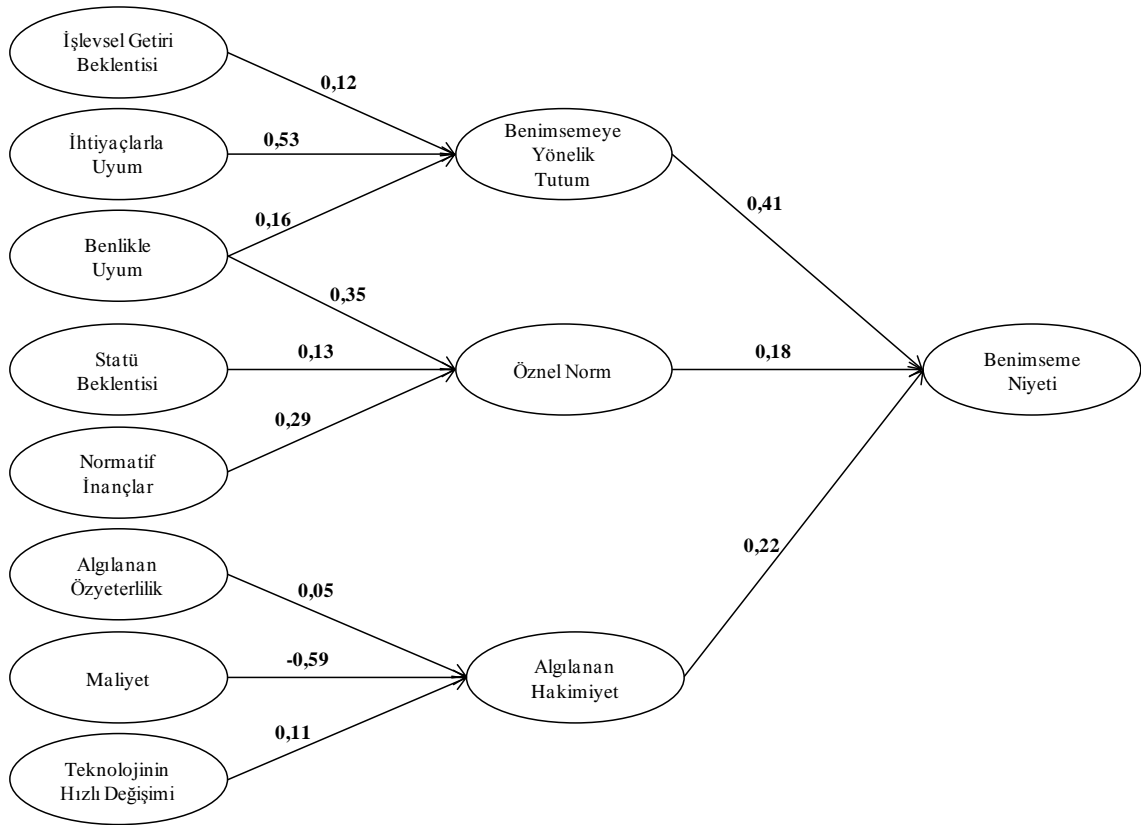 İşlevsel Getiri
Beklentisi
0,12
İhtiyaçlarla
Uyum
0,53
Benimsemeye
Yönelik
Tutum
0,16
0,41
Benlikle
Uyum
0,35
Statü
Beklentisi
0,13
Öznel Norm
0,18
Benimseme
Niyeti
0,29
Normatif
İnançlar
0,22
Algılanan
Özyeterlilik
0,05
Maliyet
-0,59
Algılanan
Hakimiyet
0,11
Teknolojinin
Hızlı Değişimi